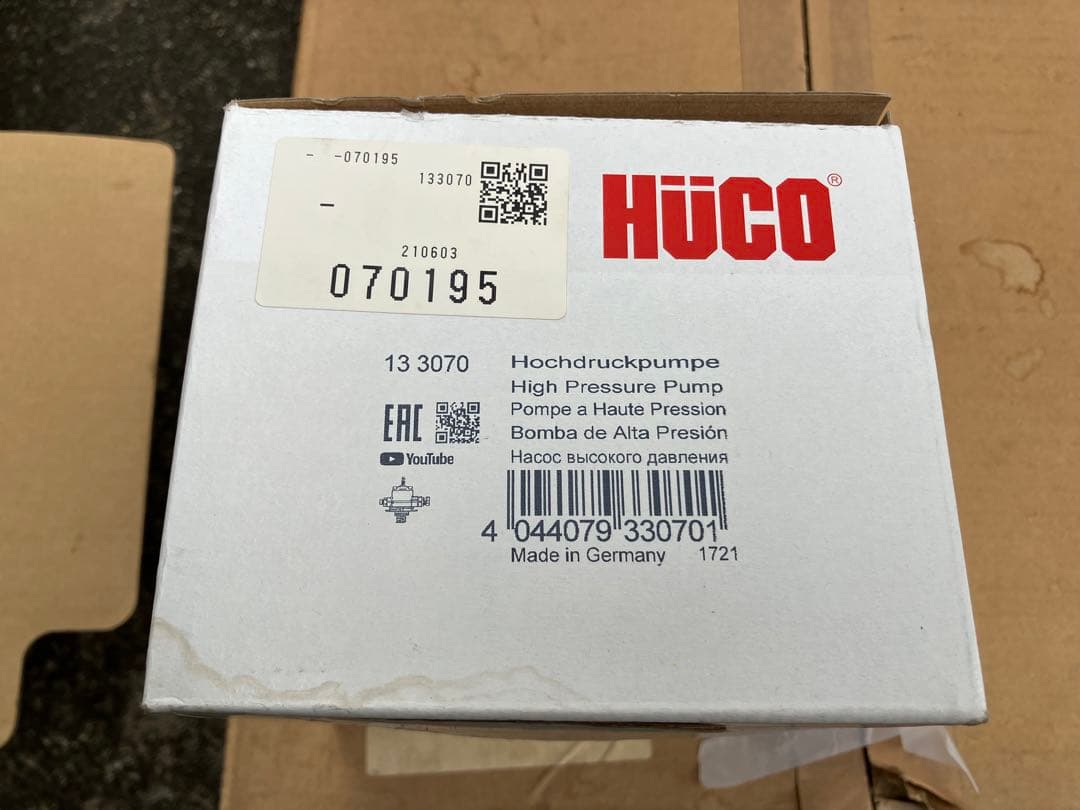 - -070195
133070
-
210603
070195
HÜCO®
13 3070
Hochdruckpumpe
High Pressure Pump
Pompe a Haute Pression
Bomba de Alta Presión
Насос высокого давления
EAC
YouTube
4 044079 330701
Made in Germany 1721